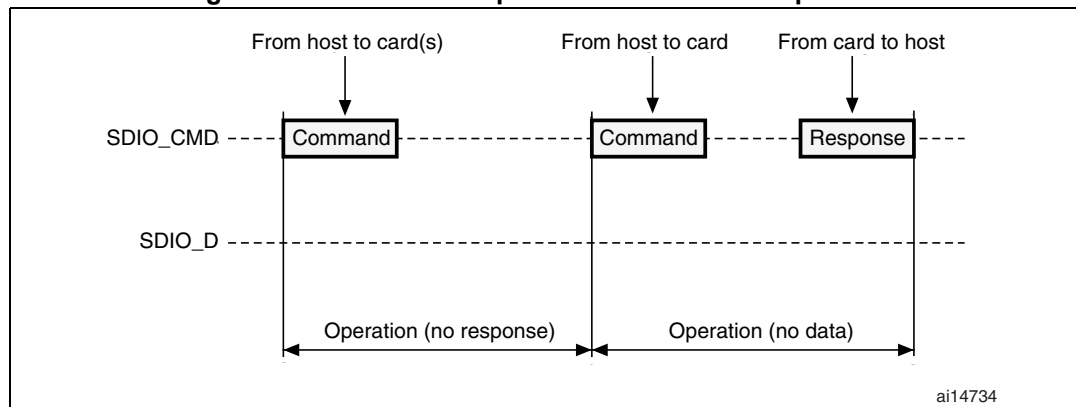 From host to card(s) From host to card From card to host
SDIO_CMD Command Command Response
SDIO_D
Operation (no response) Operation (no data)
ai14734